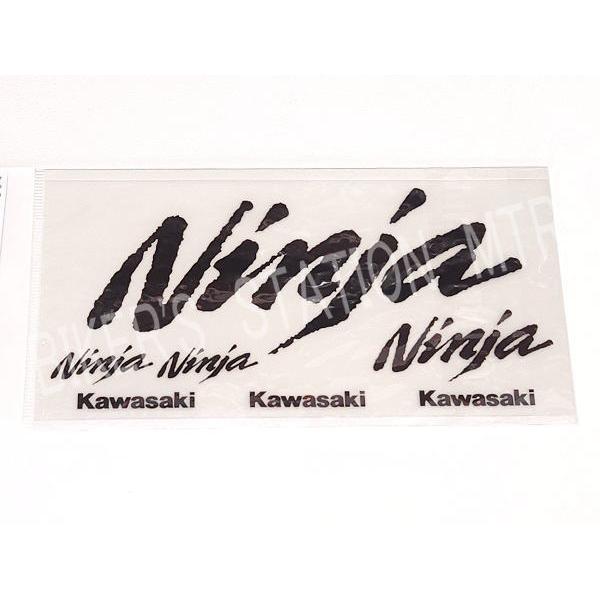 Ninja
Ninja Ninja Ninja
Kawasaki Kawasaki Kawasaki
BIKER'S STATION MTR